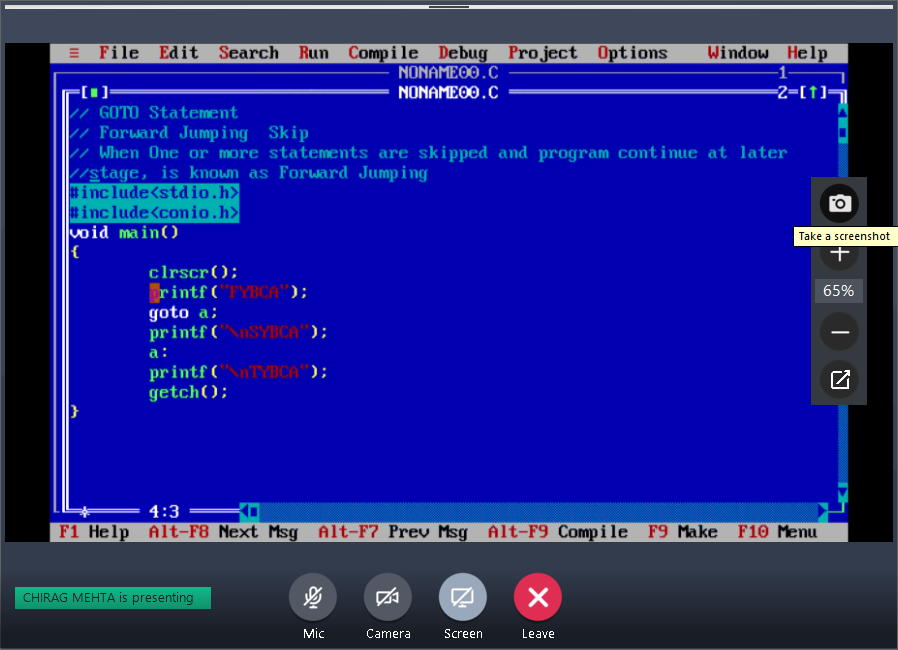 ≡ File Edit Search Run Compile Debug Project Options Window Help
NONAME00.C 1
[■] NONAME00.C 2=[↑]
// GOTO Statement
// Forward Jumping Skip
// When One or more statements are skipped and program continue at later
//stage, is known as Forward Jumping
#include<stdio.h>
#include<conio.h>
void main()
{
clrscr();
printf("FYBCA");
goto a;
printf("\nSYBCA");
a:
printf("\nTYBCA");
getch();
}
* 4:3
F1 Help Alt-F8 Next Msg Alt-F7 Prev Msg Alt-F9 Compile F9 Make F10 Menu
Take a screenshot
65%
CHIRAG MEHTA is presenting
Mic Camera Screen Leave